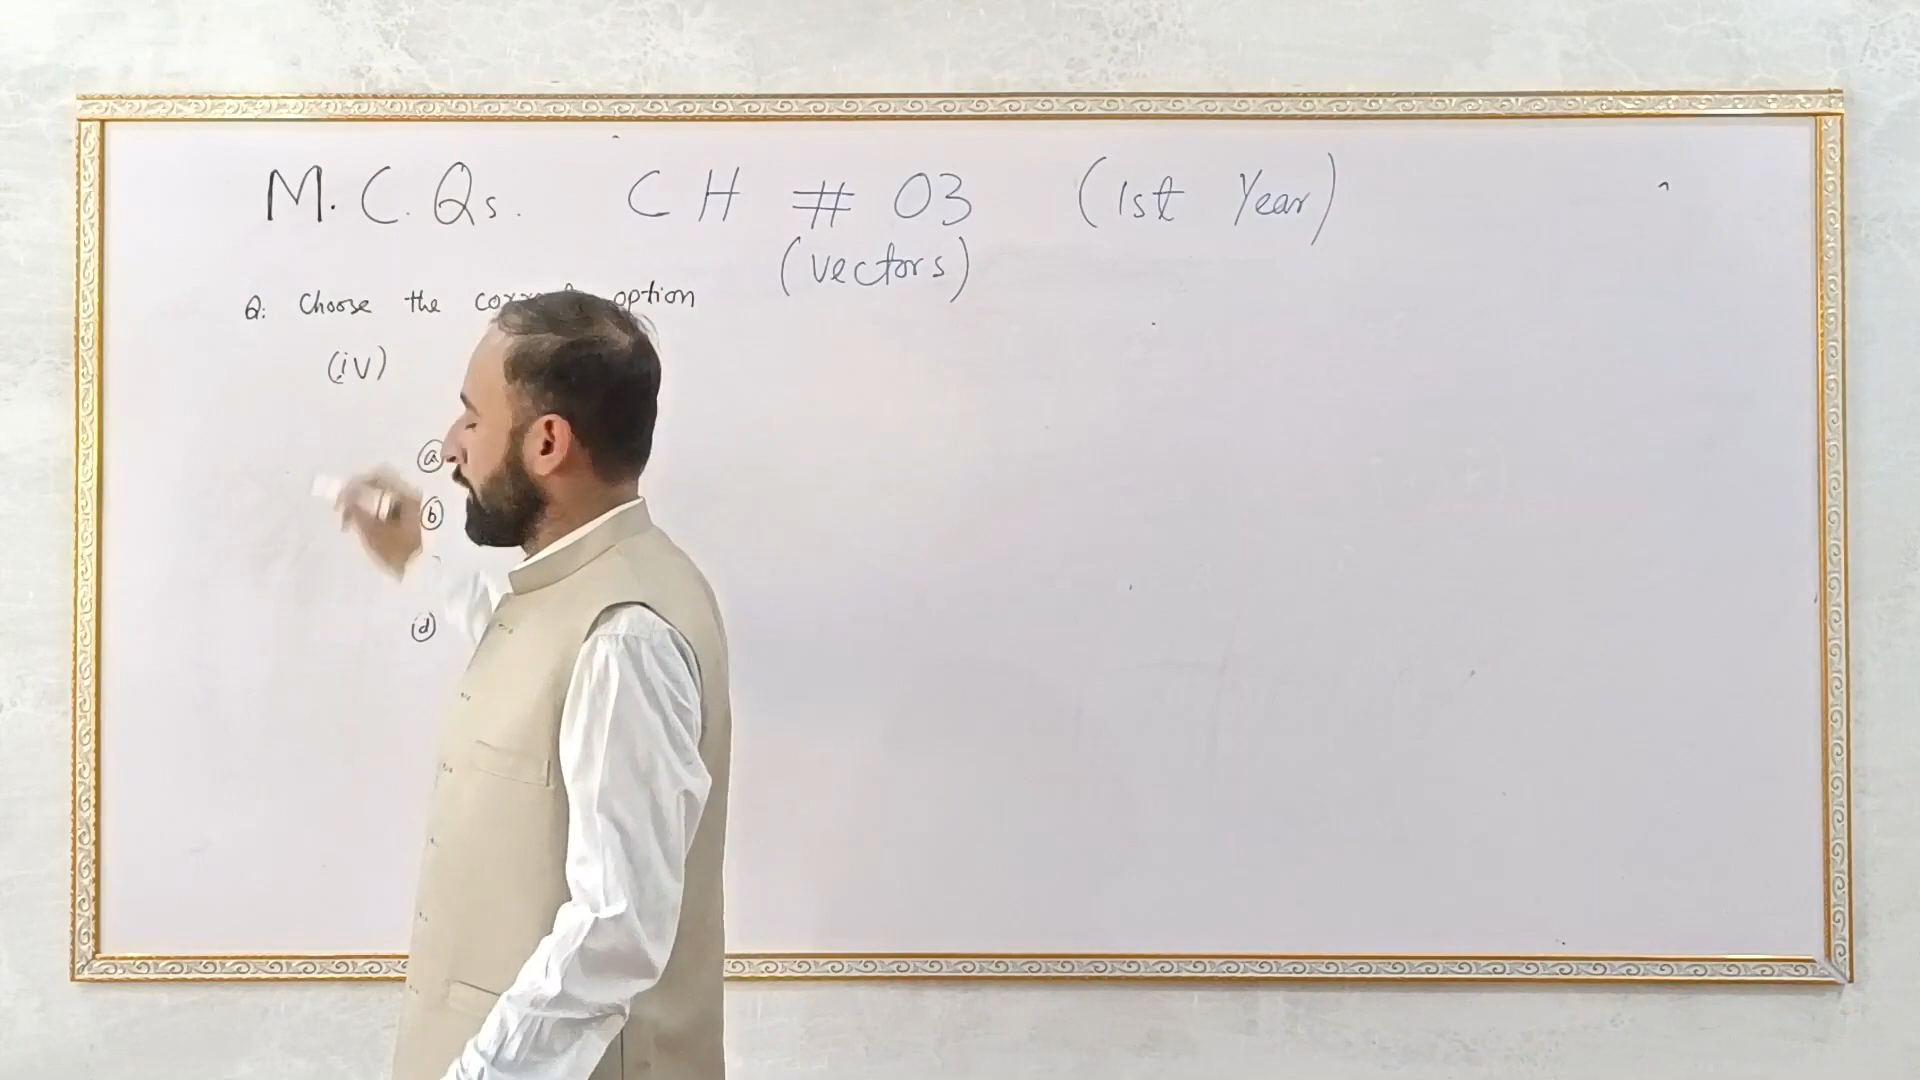 M.C.Qs. CH # 03 (1st Year)
(vectors)
Q: Choose the option
(iv)
(a)
(b)
(d)